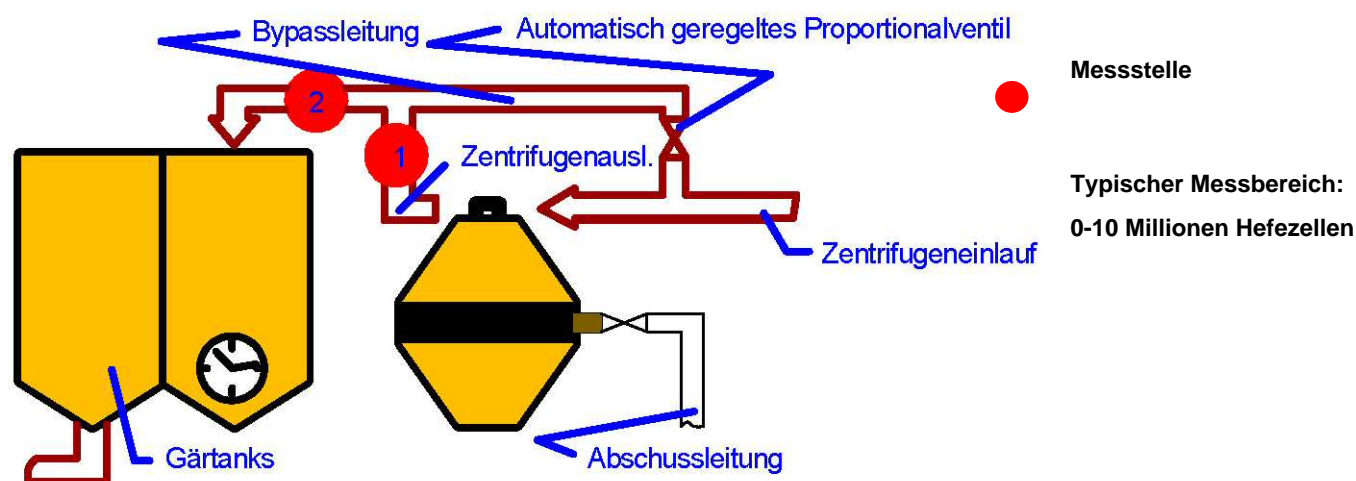 Bypassleitung
Automatisch geregeltes Proportionalventil
Messstelle
2
1
Zentrifugenausl.
Typischer Messbereich:
0-10 Millionen Hefezellen
Zentrifugeneinlauf
Gärtanks
Abschussleitung